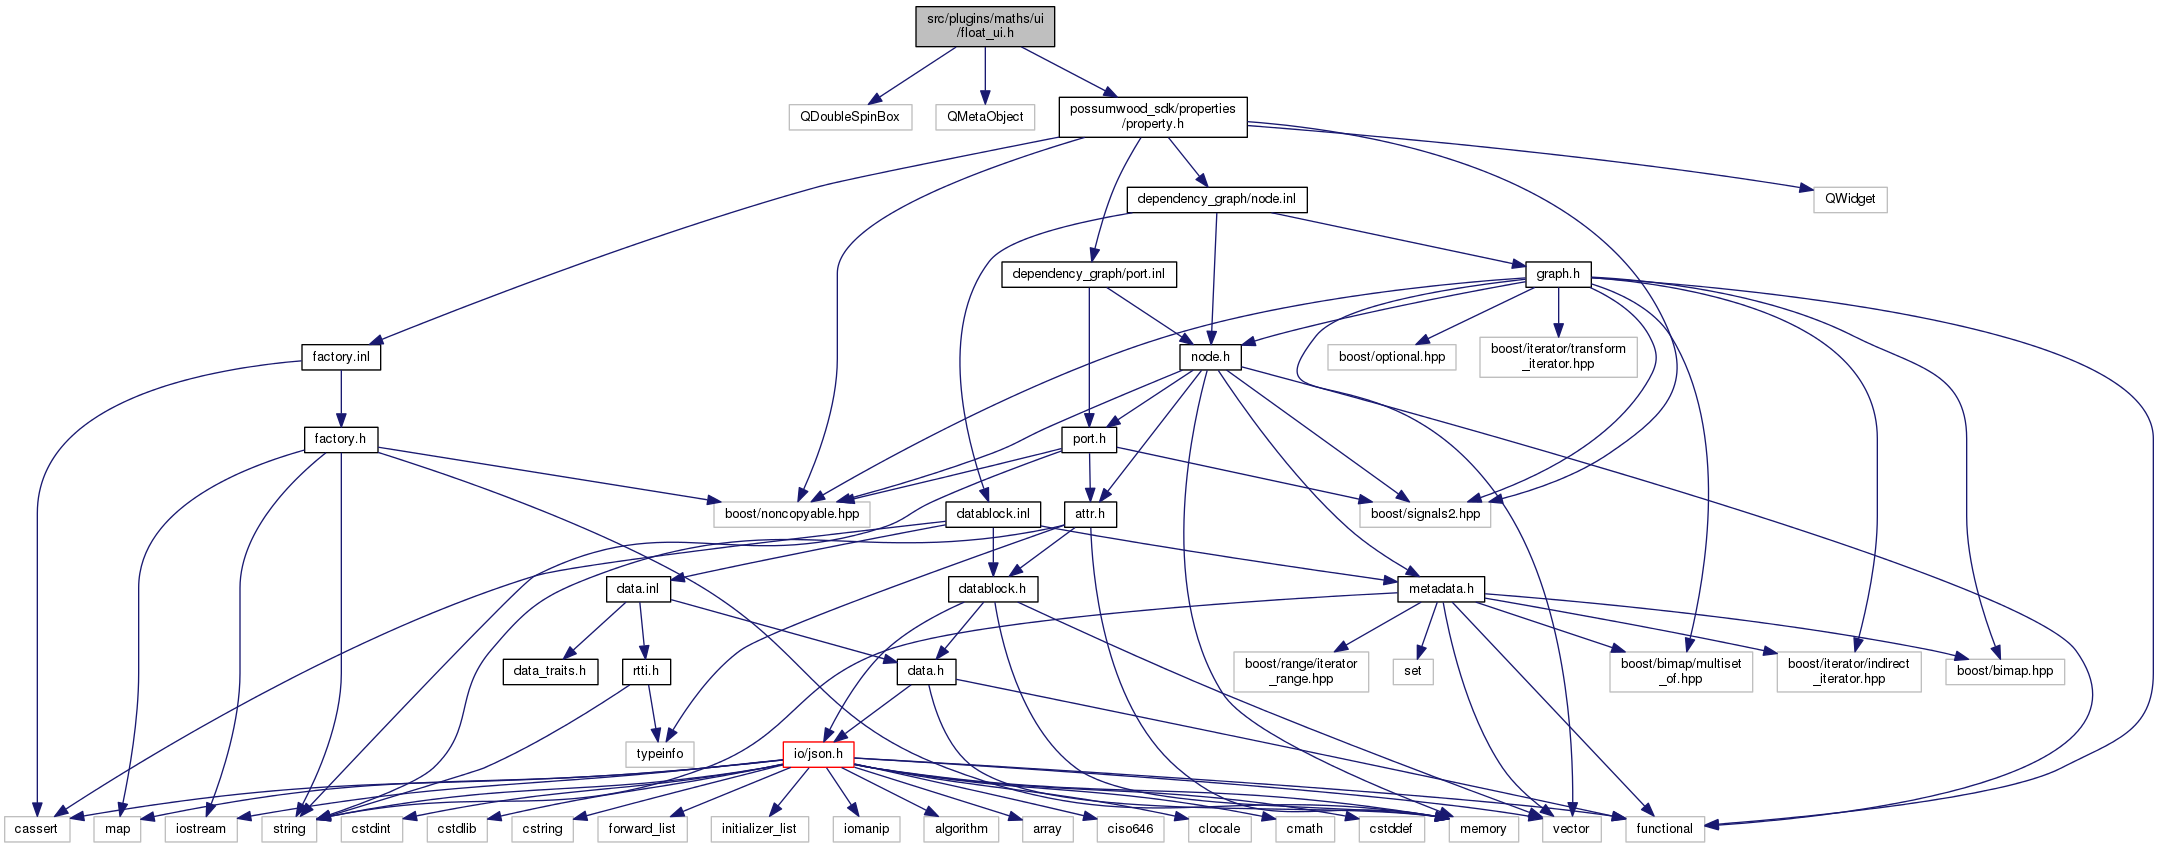 src/plugins/maths/ui
/float_ui.h
QDoubleSpinBox
QMetaObject
possumwood_sdk/properties
/property.h
dependency_graph/node.inl
QWidget
dependency_graph/port.inl
graph.h
factory.inl
node.h
boost/optional.hpp
boost/iterator/transform
_iterator.hpp
factory.h
port.h
boost/noncopyable.hpp
datablock.inl
attr.h
boost/signals2.hpp
data.inl
datablock.h
metadata.h
data_traits.h
rtti.h
data.h
boost/range/iterator
_range.hpp
set
boost/bimap/multiset
_of.hpp
boost/iterator/indirect
_iterator.hpp
boost/bimap.hpp
typeinfo
io/json.h
cassert
map
iostream
string
cstdint
cstdlib
cstring
forward_list
initializer_list
iomanip
algorithm
array
ciso646
clocale
cmath
cstddef
memory
vector
functional